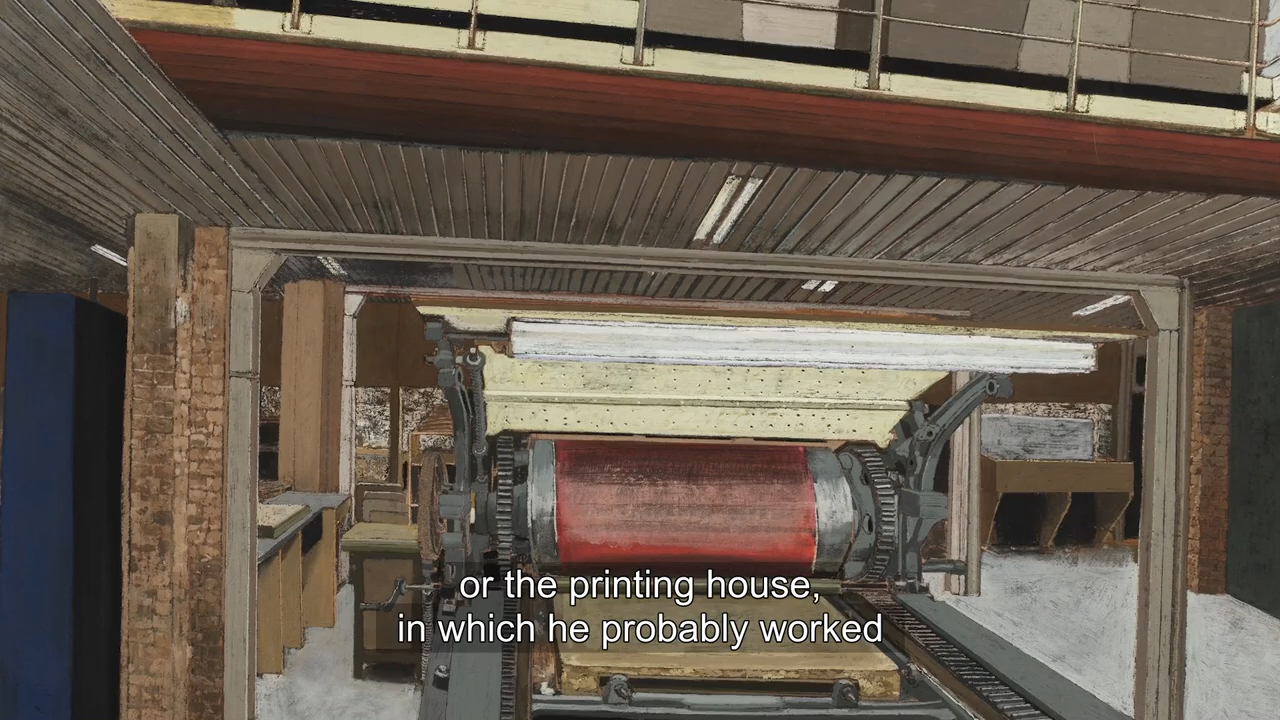 or the printing house,
in which he probably worked